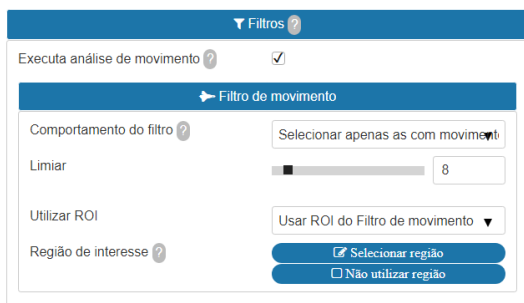 Filtros ?
Executa análise de movimento ?
Filtro de movimento
Comportamento do filtro ?
Selecionar apenas as com movimento
Limiar
8
Utilizar ROI
Usar ROI do Filtro de movimento
Região de interesse ?
Selecionar região
Não utilizar região